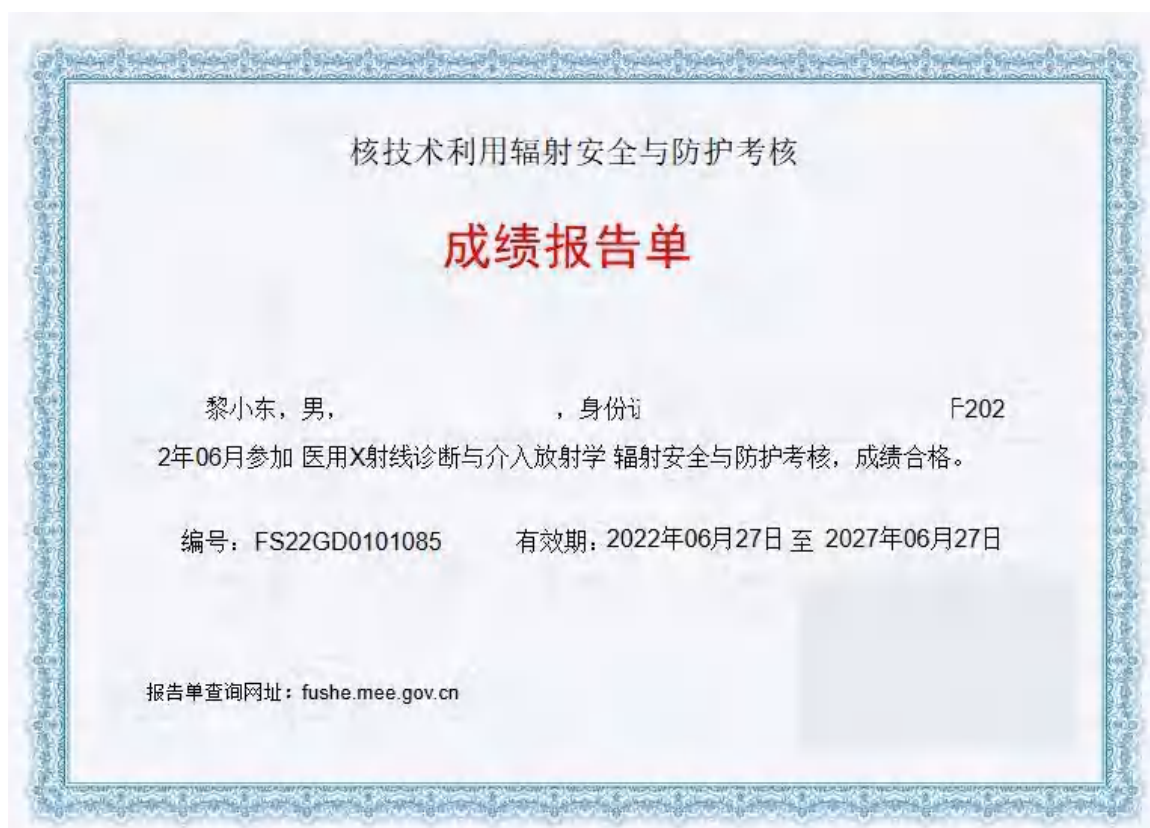 核技术利用辐射安全与防护考核
成绩报告单
黎小东，男， ，身份 202
2年06月参加 医用X射线诊断与介入放射学 辐射安全与防护考核，成绩合格。
编号：FS22GD0101085 有效期：2022年06月27日 至 2027年06月27日
报告单查询网址：fushe.mee.gov.cn